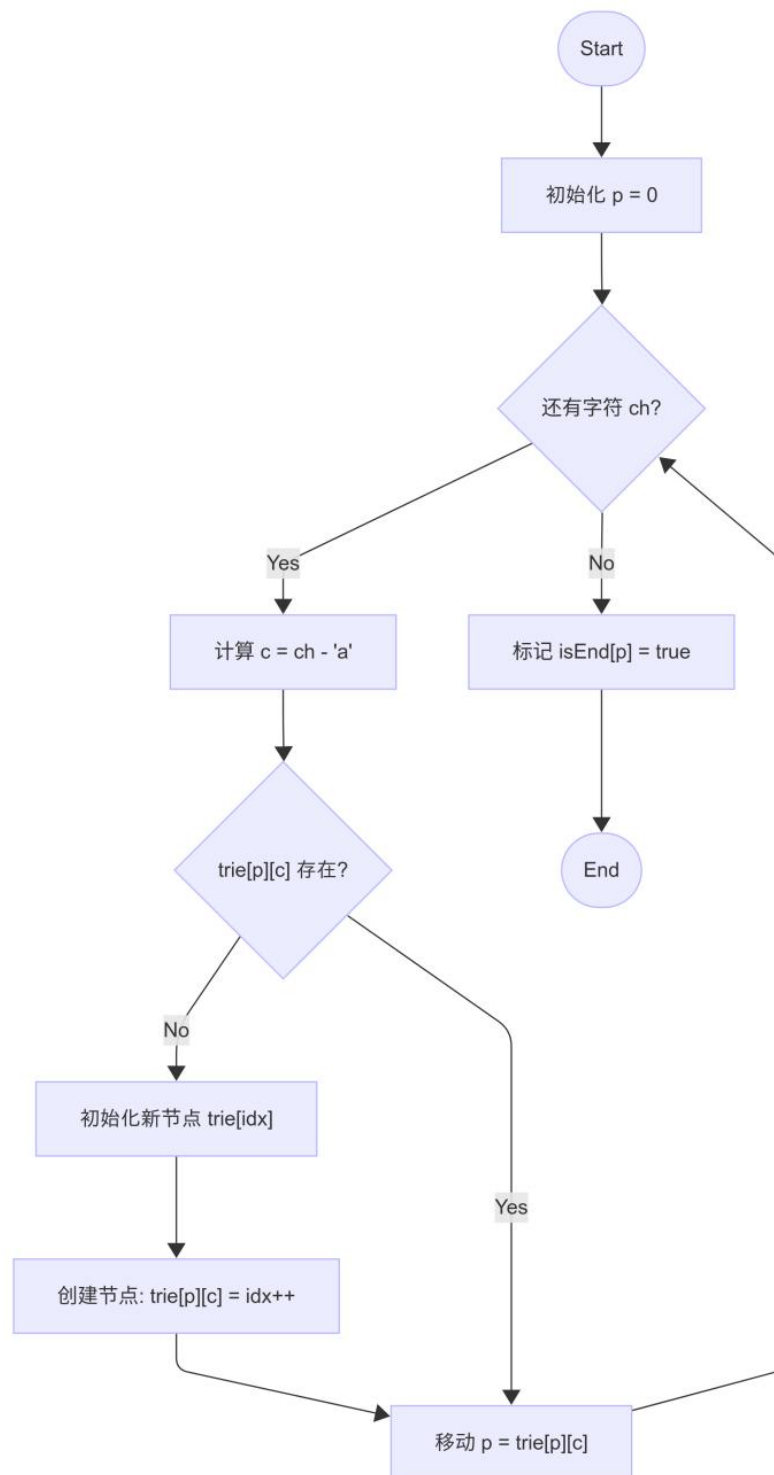 Start
初始化 p = 0
还有字符 ch?
Yes
No
计算 c = ch - 'a'
标记 isEnd[p] = true
trie[p][c] 存在?
End
No
初始化新节点 trie[idx]
Yes
创建节点: trie[p][c] = idx++
移动 p = trie[p][c]